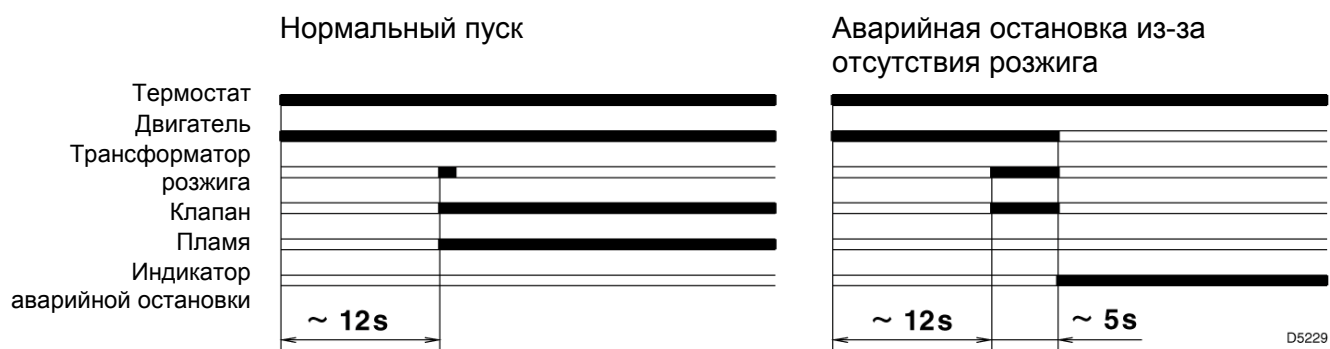 Нормальный пуск
Аварийная остановка из-за
отсутствия розжига
Термостат
Двигатель
Трансформатор
розжига
Клапан
Пламя
Индикатор
аварийной остановки
~ 12s
~ 12s
~ 5s
D5229